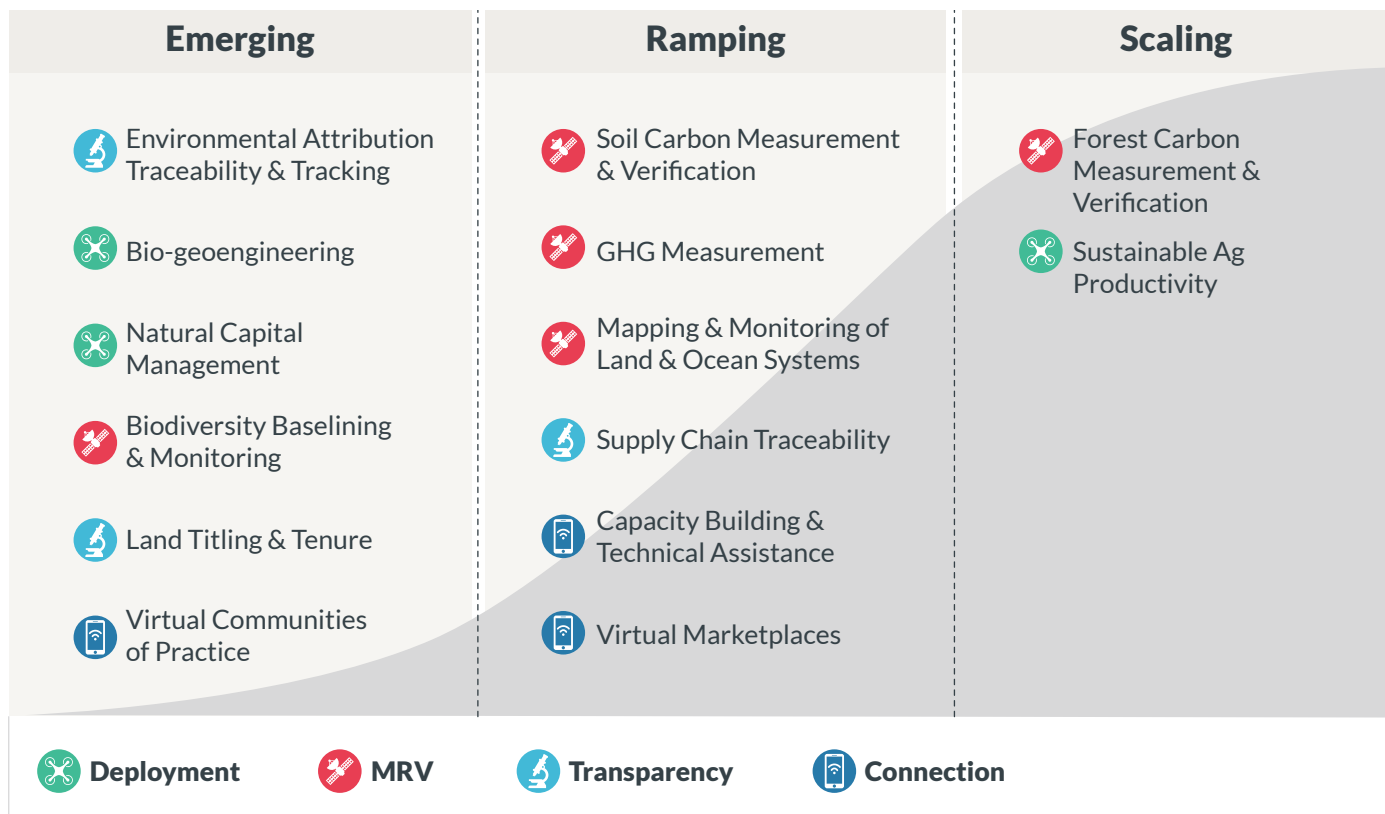 Emerging
Ramping
Scaling
Environmental Attribution
Traceability & Tracking
Bio-geoengineering
Natural Capital
Management
Biodiversity Baselining
& Monitoring
Land Titling & Tenure
Virtual Communities
of Practice
Soil Carbon Measurement
& Verification
GHG Measurement
Mapping & Monitoring of
Land & Ocean Systems
Supply Chain Traceability
Capacity Building &
Technical Assistance
Virtual Marketplaces
Forest Carbon
Measurement &
Verification
Sustainable Ag
Productivity
Deployment
MRV
Transparency
Connection